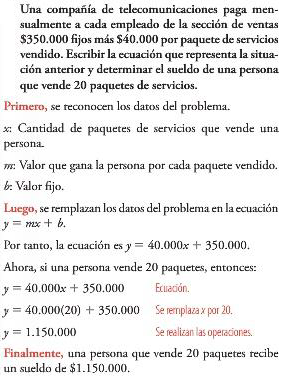 Una compañía de telecomunicaciones paga men-
sualmente a cada empleado de la sección de ventas
$350.000 fijos más $40.000 por paquete de servicios
vendido. Escribir la ecuación que representa la situa-
ción anterior y determinar el sueldo de una persona
que vende 20 paquetes de servicios.
Primero, se reconocen los datos del problema.
x: Cantidad de paquetes de servicios que vende una
persona.
m: Valor que gana la persona por cada paquete vendido.
b: Valor fijo.
Luego, se remplazan los datos del problema en la ecuación
y = mx + b.
Por tanto, la ecuación es y = 40.000x + 350.000.
Ahora, si una persona vende 20 paquetes, entonces:
y = 40.000x + 350.000 Ecuación.
y = 40.000(20) + 350.000 Se remplaza x por 20.
y = 1.150.000 Se realizan las operaciones.
Finalmente, una persona que vende 20 paquetes recibe
un sueldo de $1.150.000.